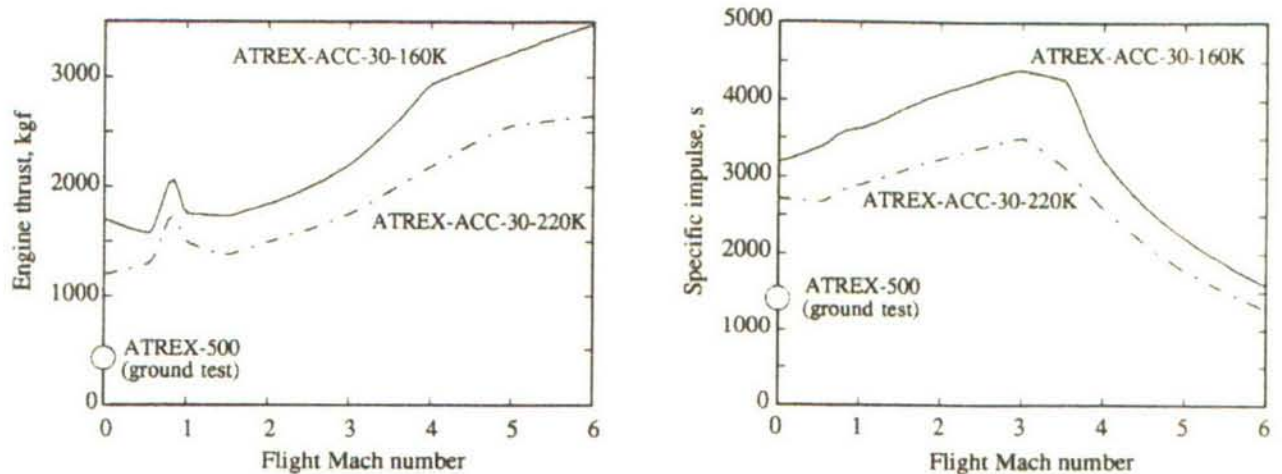 ATREX-ACC-30-160K
3000
2000
1000
0
Engine thrust, kgf
ATREX-ACC-30-220K
ATREX-500
(ground test)
0 1 2 3 4 5 6
Flight Mach number
5000
4000
3000
2000
1000
0
Specific impulse, s
ATREX-ACC-30-160K
ATREX-ACC-30-220K
ATREX-500
(ground test)
0 1 2 3 4 5 6
Flight Mach number